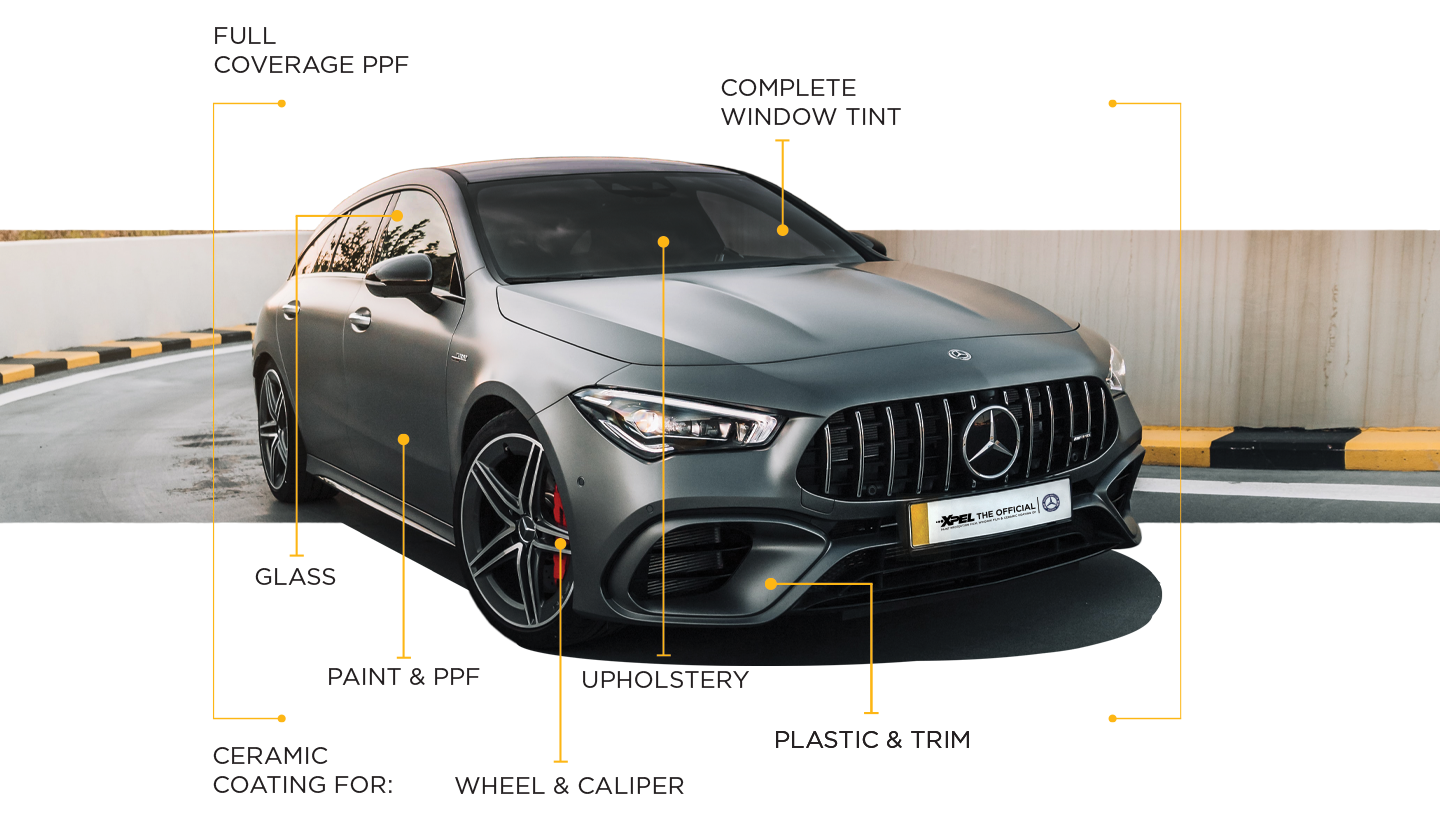 FULL
COVERAGE PPF
COMPLETE
WINDOW TINT
XPEL THE OFFICIAL
GLASS
PAINT & PPF
UPHOLSTERY
PLASTIC & TRIM
CERAMIC
COATING FOR:
WHEEL & CALIPER